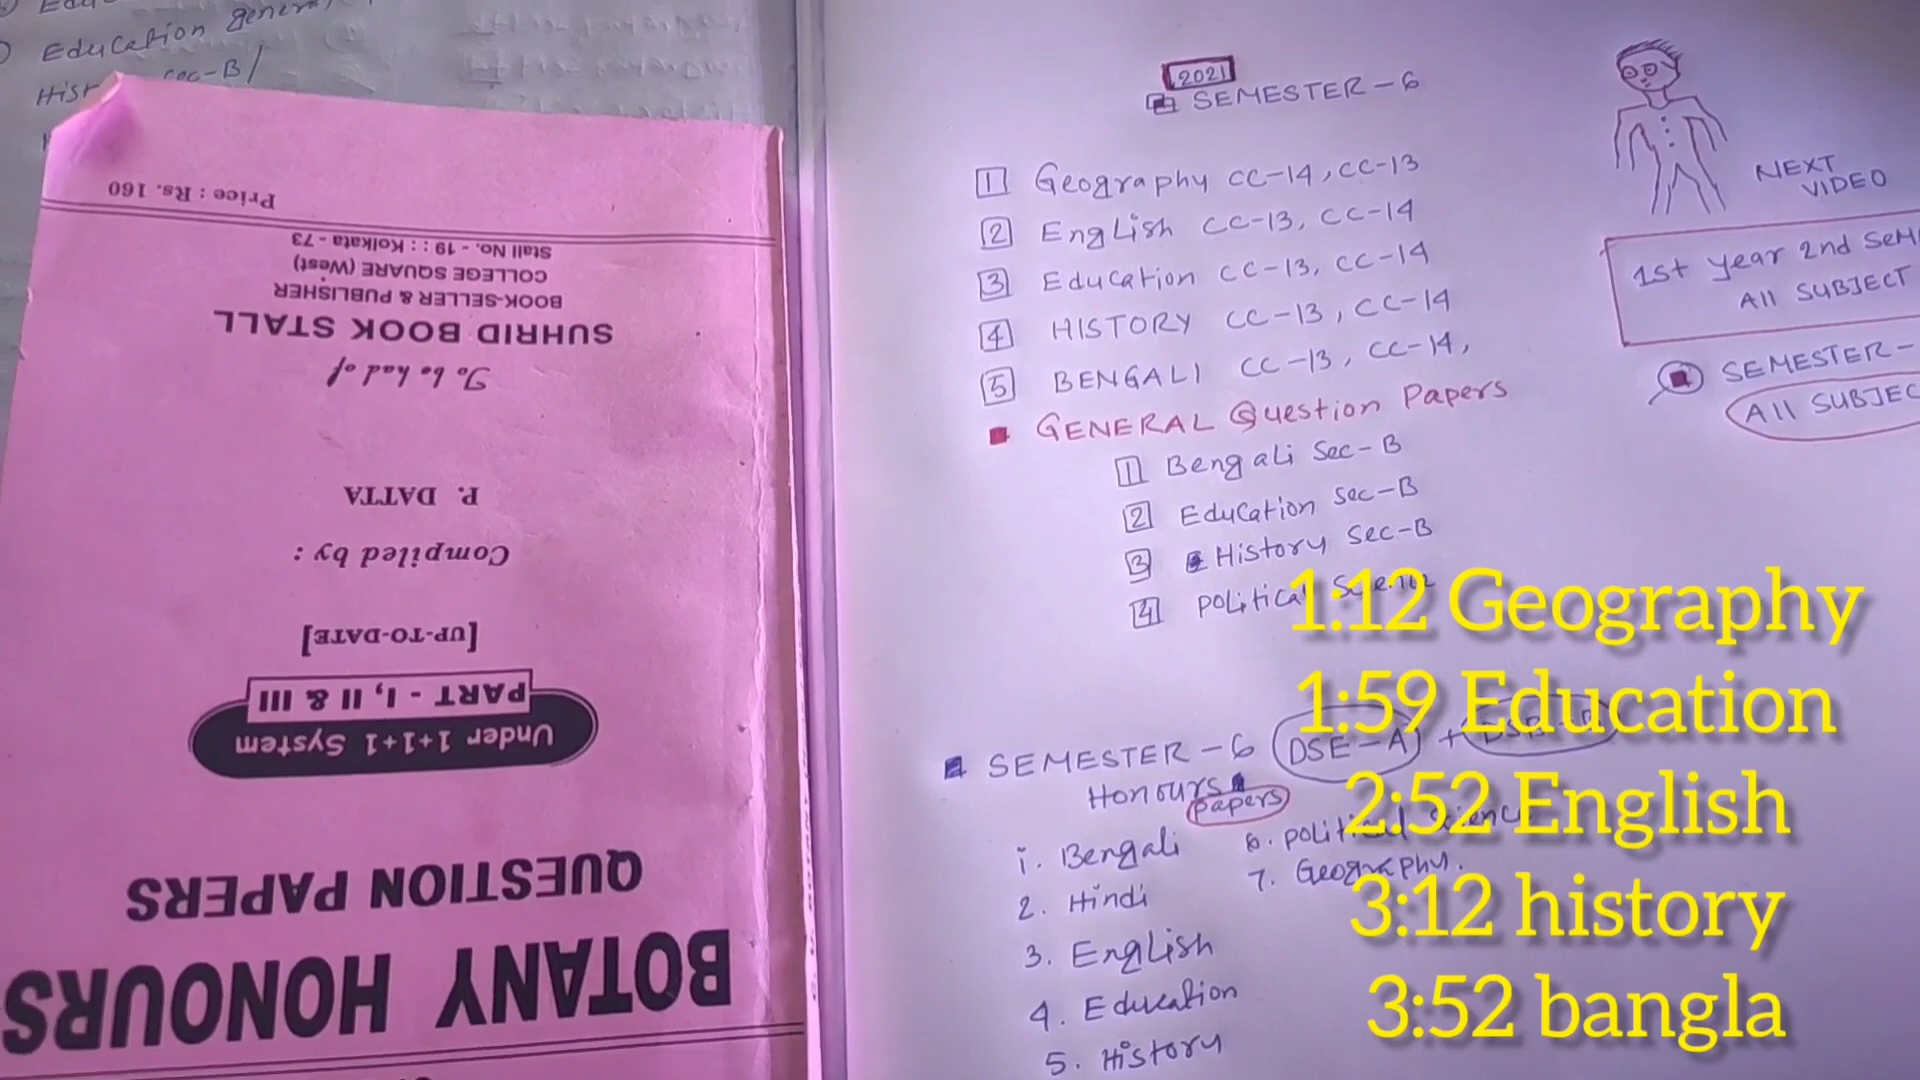 Education general
Hist sec-B/
BOTANY HONOURS
QUESTION PAPERS
Under 1+1+1 System
PART - I, II & III
[UP-TO-DATE]
Compiled by :
P. DATTA
To be had of
SUHRID BOOK STALL
BOOK-SELLER & PUBLISHER
COLLEGE SQUARE (West)
Stall No. - 19 : : Kolkata - 73
Price : Rs. 160
2021
SEMESTER - 6
1 Geography CC-14, CC-13
2 English CC-13, CC-14
3 Education CC-13, CC-14
4 HISTORY CC-13, CC-14
5 BENGALI CC-13, CC-14,
GENERAL Question Papers
1 Bengali Sec-B
2 Education Sec-B
3 History Sec-B
4 Political
SEMESTER - 6 DSE-A +
Honours
papers
1. Bengali
2. Hindi
3. English
4. Education
5. History
6. political
7. Geography.
NEXT
VIDEO
1st year 2nd SeM
All SUBJECT
SEMESTER -
All SUBJEC
1:12 Geography
1:59 Education
2:52 English
3:12 history
3:52 bangla